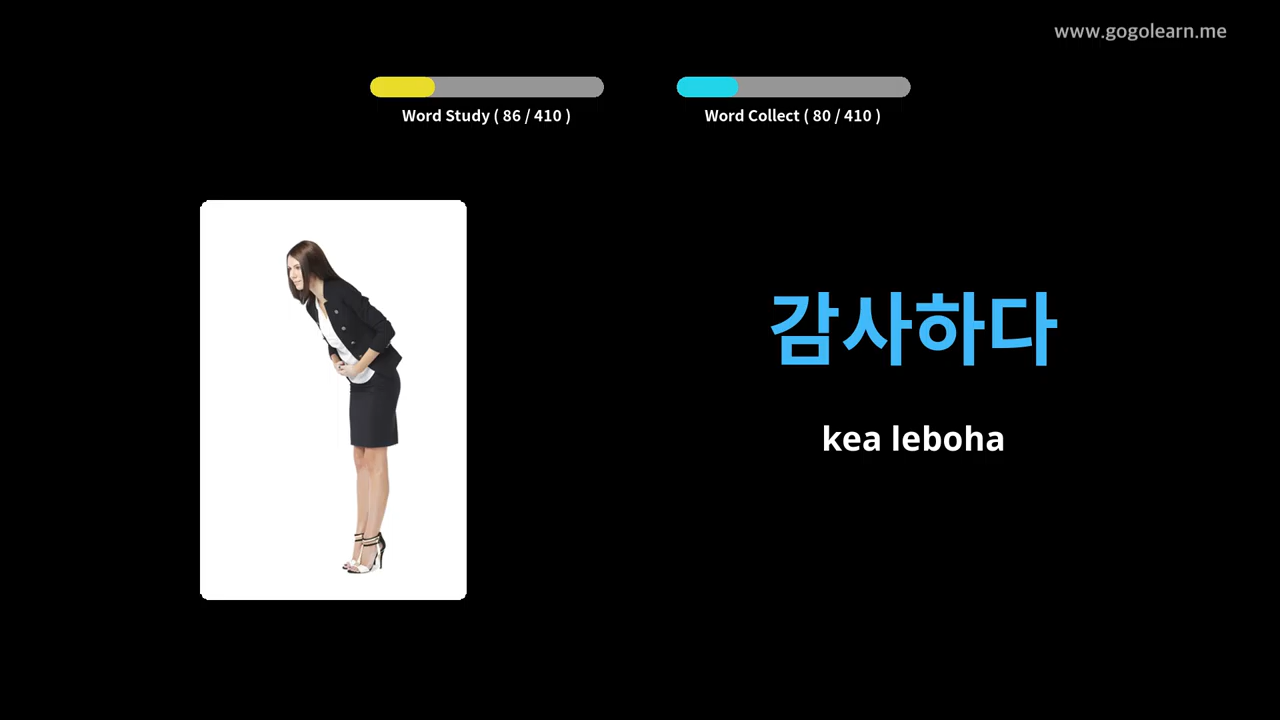 www.gogolearn.me
Word Study ( 86 / 410 )
Word Collect ( 80 / 410 )
감사하다
kea leboha